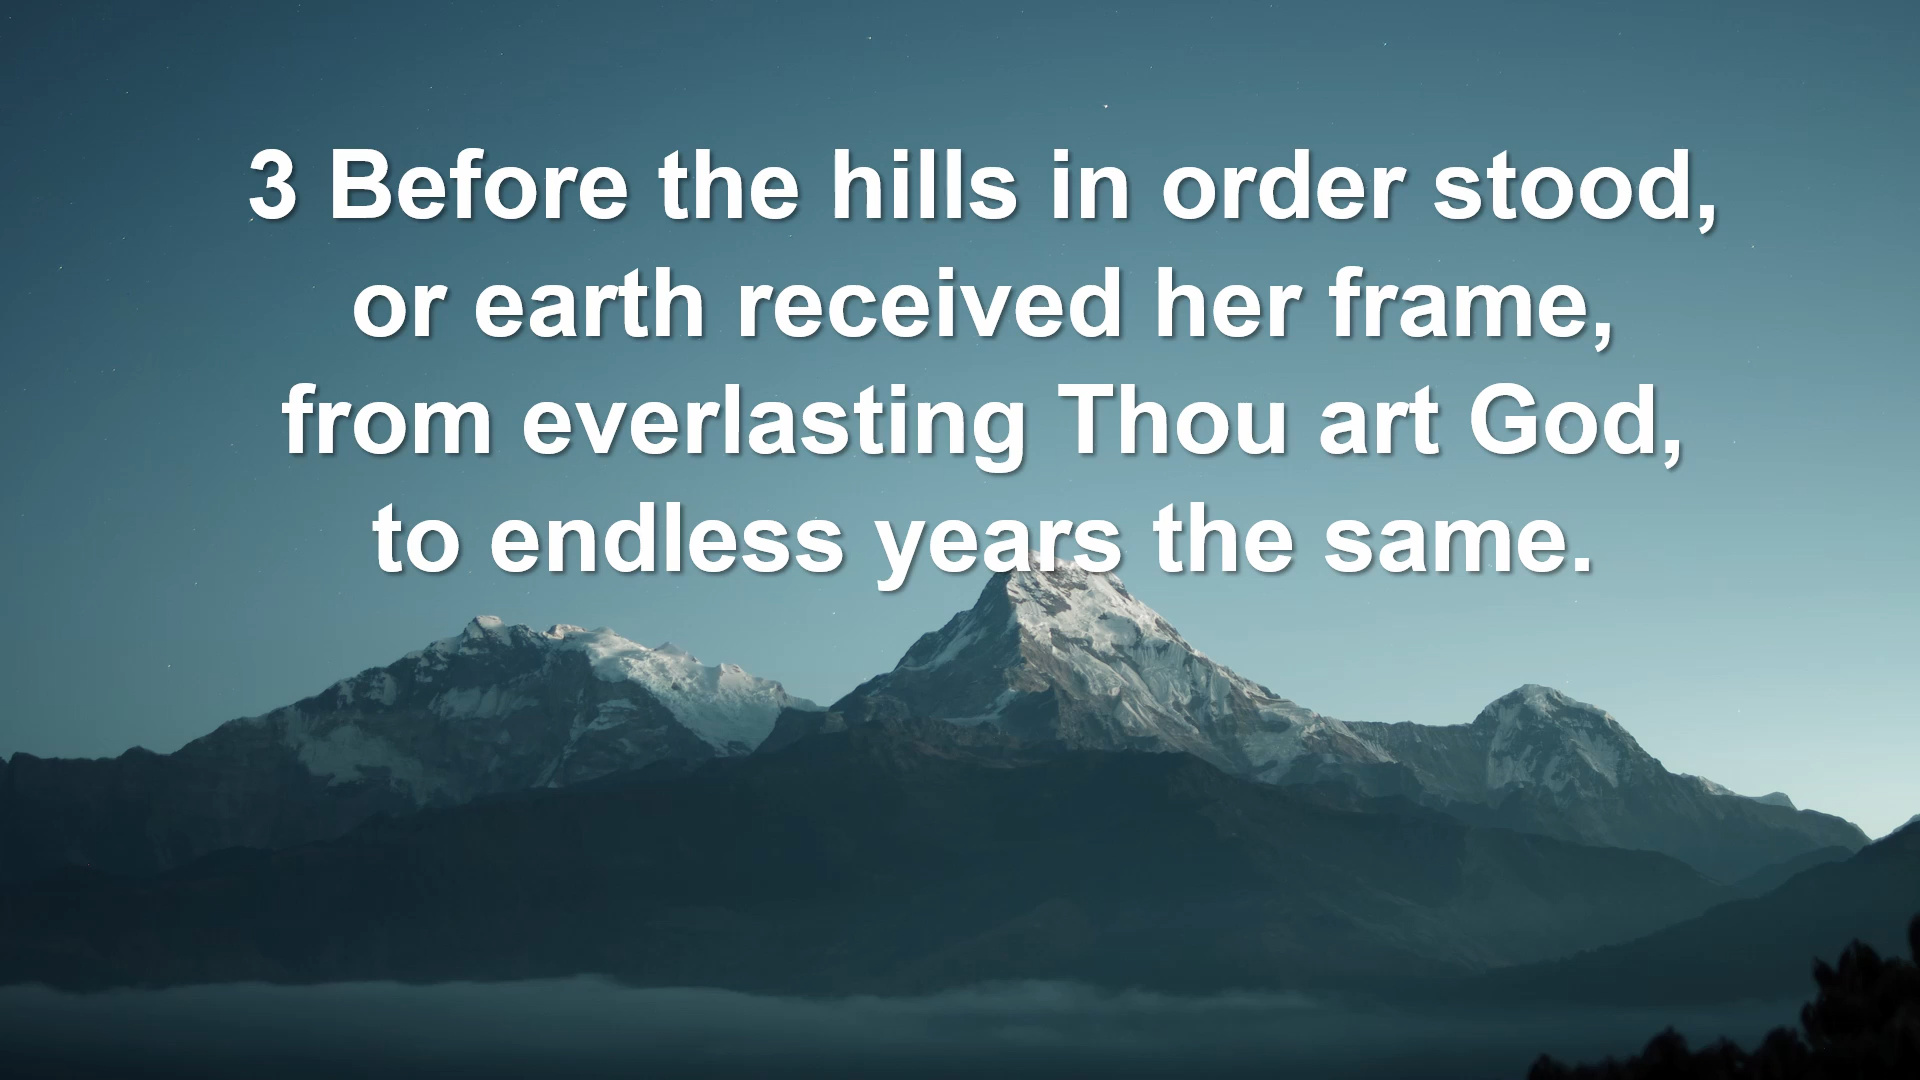 3 Before the hills in order stood,
or earth received her frame,
from everlasting Thou art God,
to endless years the same.